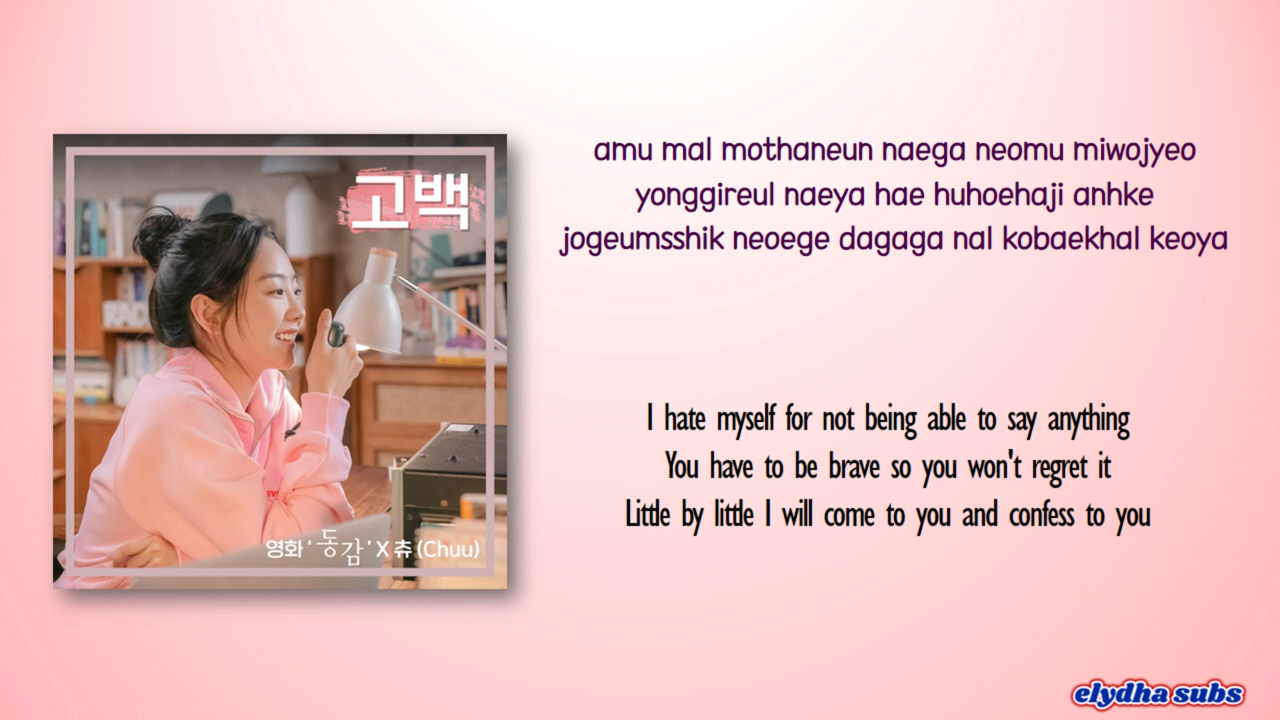 고백
영화 '동감' X 츄 (Chuu)
amu mal mothaneun naega neomu miwojyeo
yonggireul naeya hae huhoehaji anhke
jogeumsshik neoege dagaga nal kobaekhal keoya
I hate myself for not being able to say anything
You have to be brave so you won't regret it
Little by little I will come to you and confess to you
elydha subs